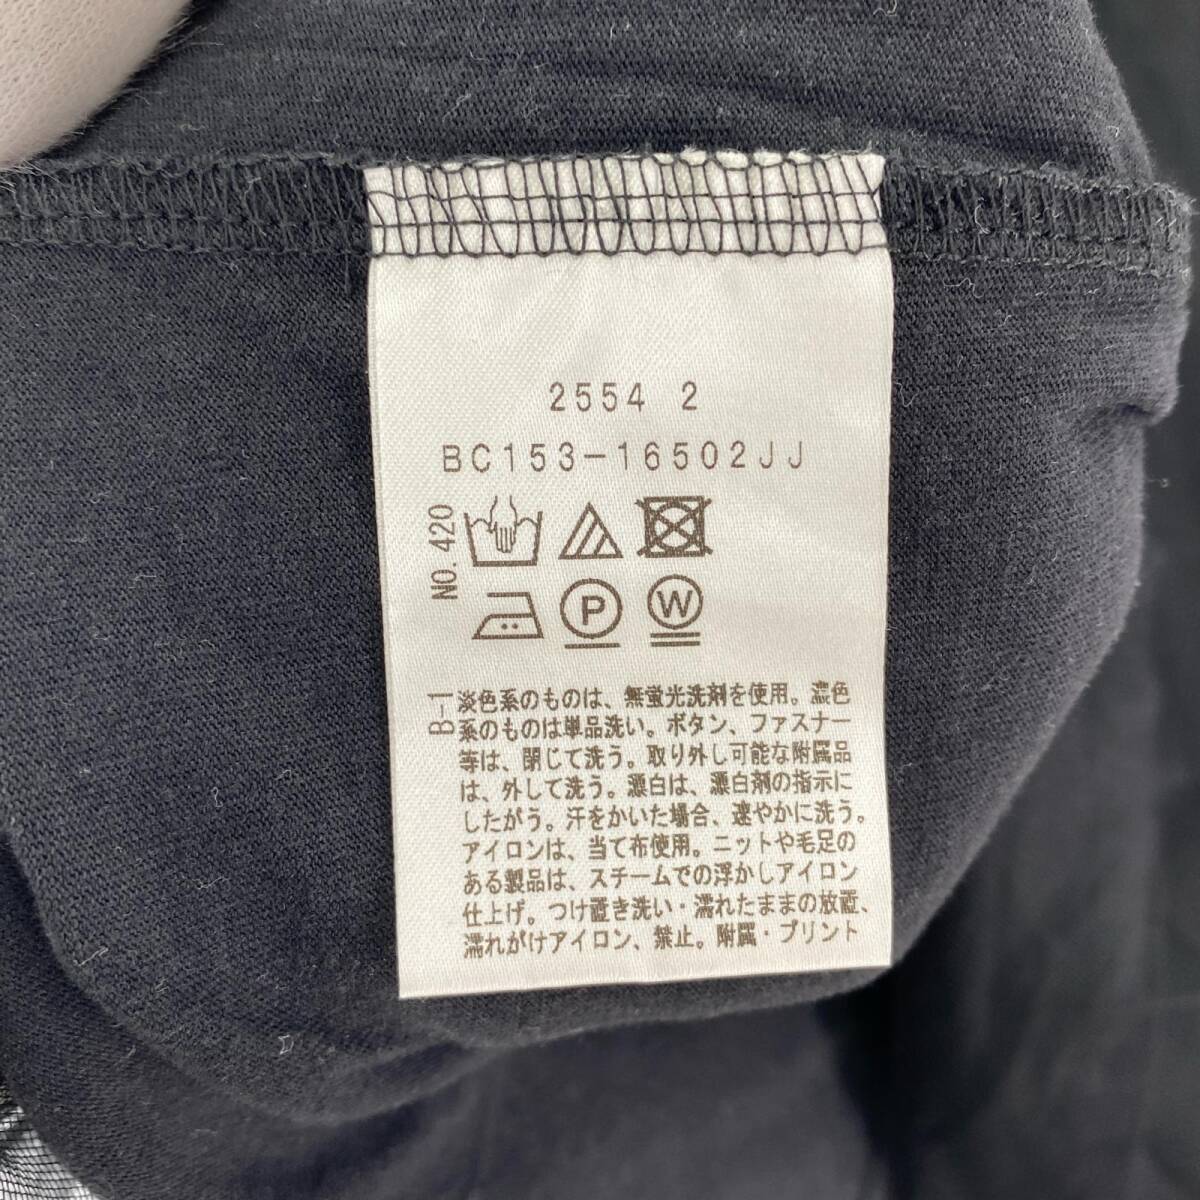 2554 2
BC153-16502JJ
NO. 420
P
W
B-1
淡色系のものは、無蛍光洗剤を使用。濃色
系のものは単品洗い。ボタン、ファスナー
等は、閉じて洗う。取り外し可能な附属品
は、外して洗う。漂白は、漂白剤の指示に
したがう。汗をかいた場合、速やかに洗う。
アイロンは、当て布使用。ニットや毛足の
ある製品は、スチームでの浮かしアイロン
仕上げ。つけ置き洗い・濡れたままの放置、
濡れがけアイロン、禁止。附属・プリント